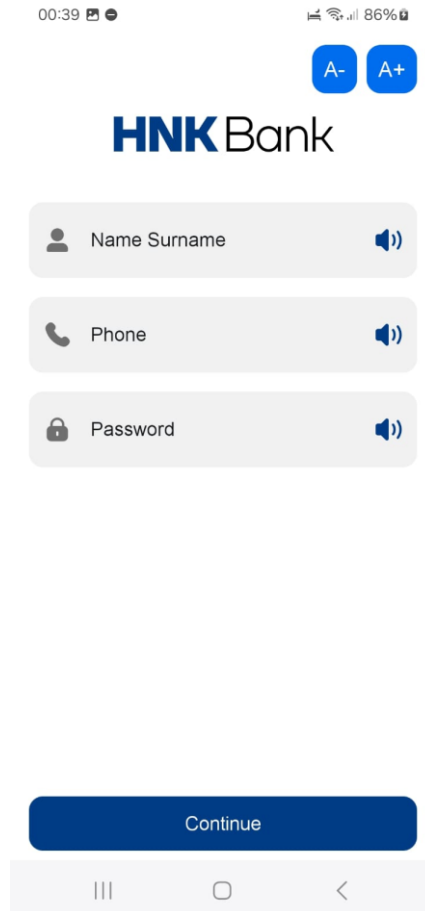 00:39 86%
A- A+
HNK Bank
Name Surname
Phone
Password
Continue